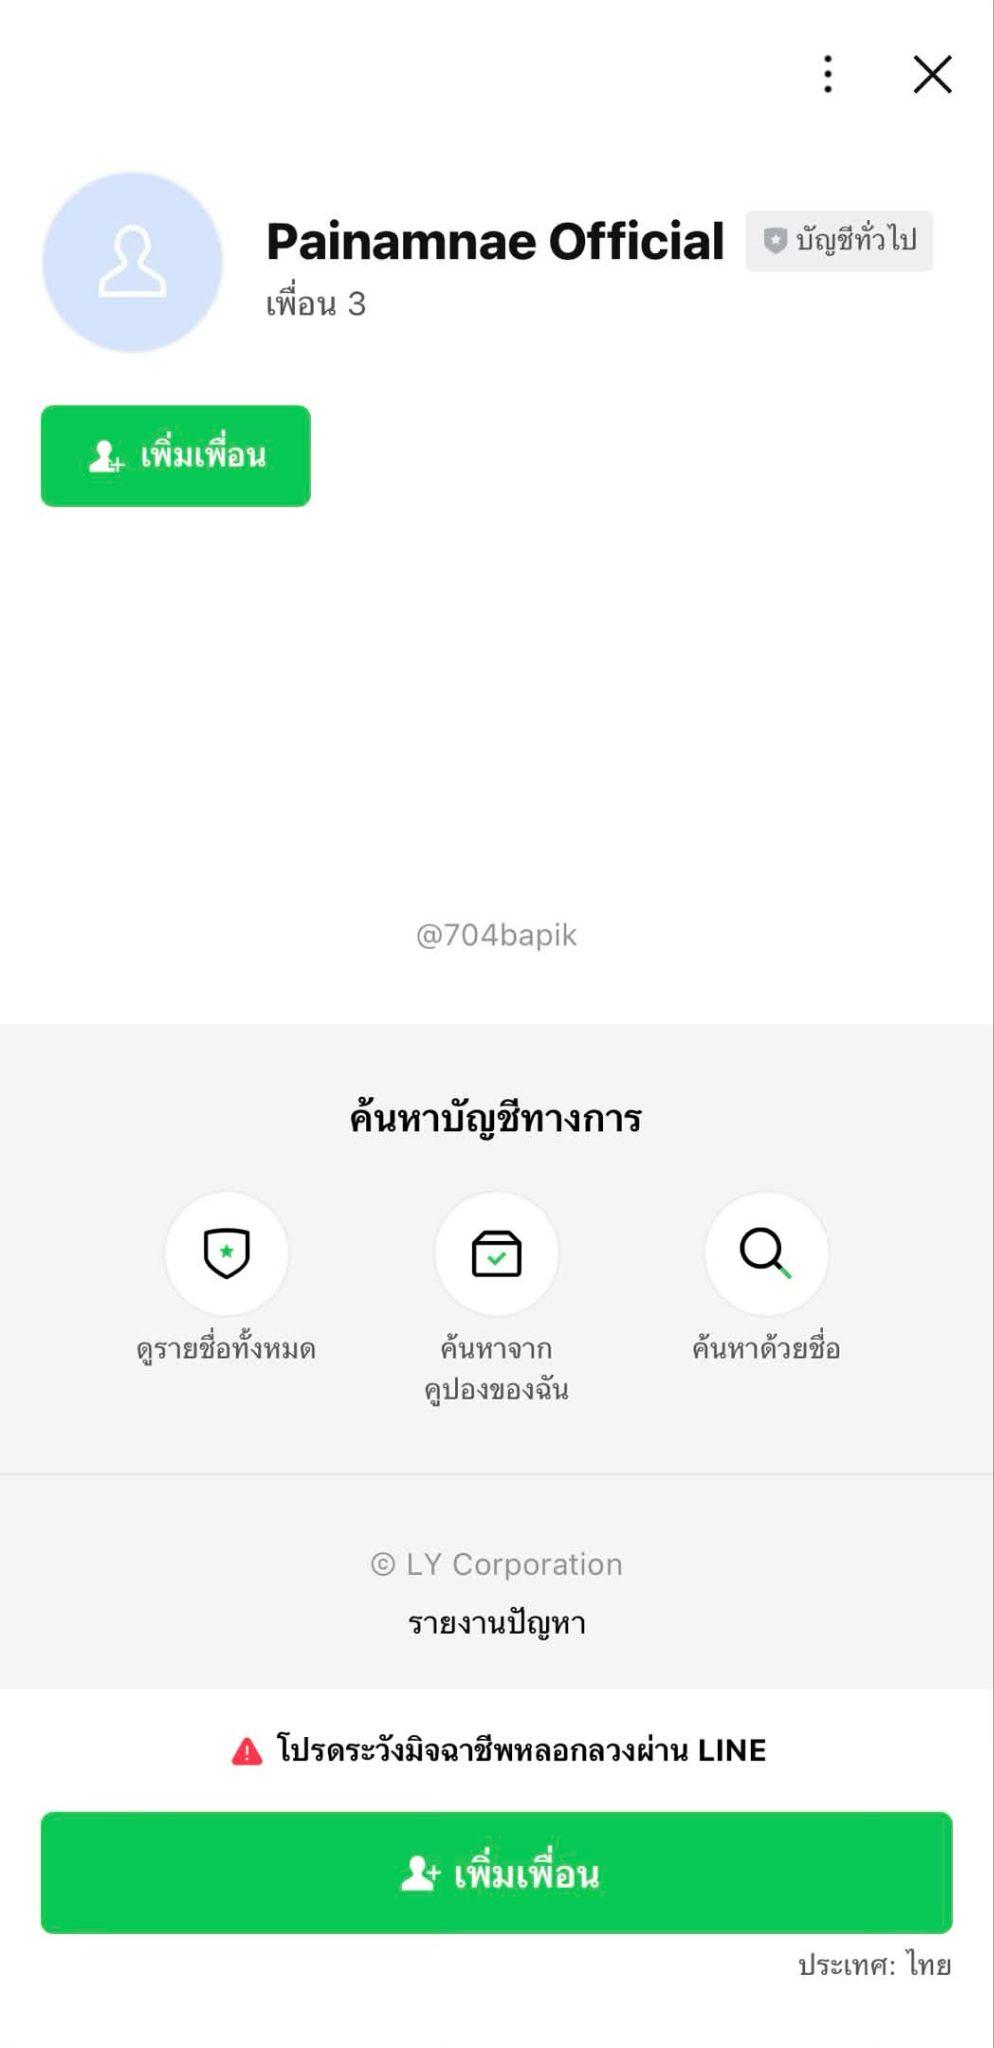 Painamnae Official
บัญชีทั่วไป
เพื่อน 3
เพิ่มเพื่อน
@704bapik
ค้นหาบัญชีทางการ
ดูรายชื่อทั้งหมด
ค้นหาจาก
คูปองของฉัน
ค้นหาด้วยชื่อ
© LY Corporation
รายงานปัญหา
โปรดระวังมิจฉาชีพหลอกลวงผ่าน LINE
เพิ่มเพื่อน
ประเทศ: ไทย